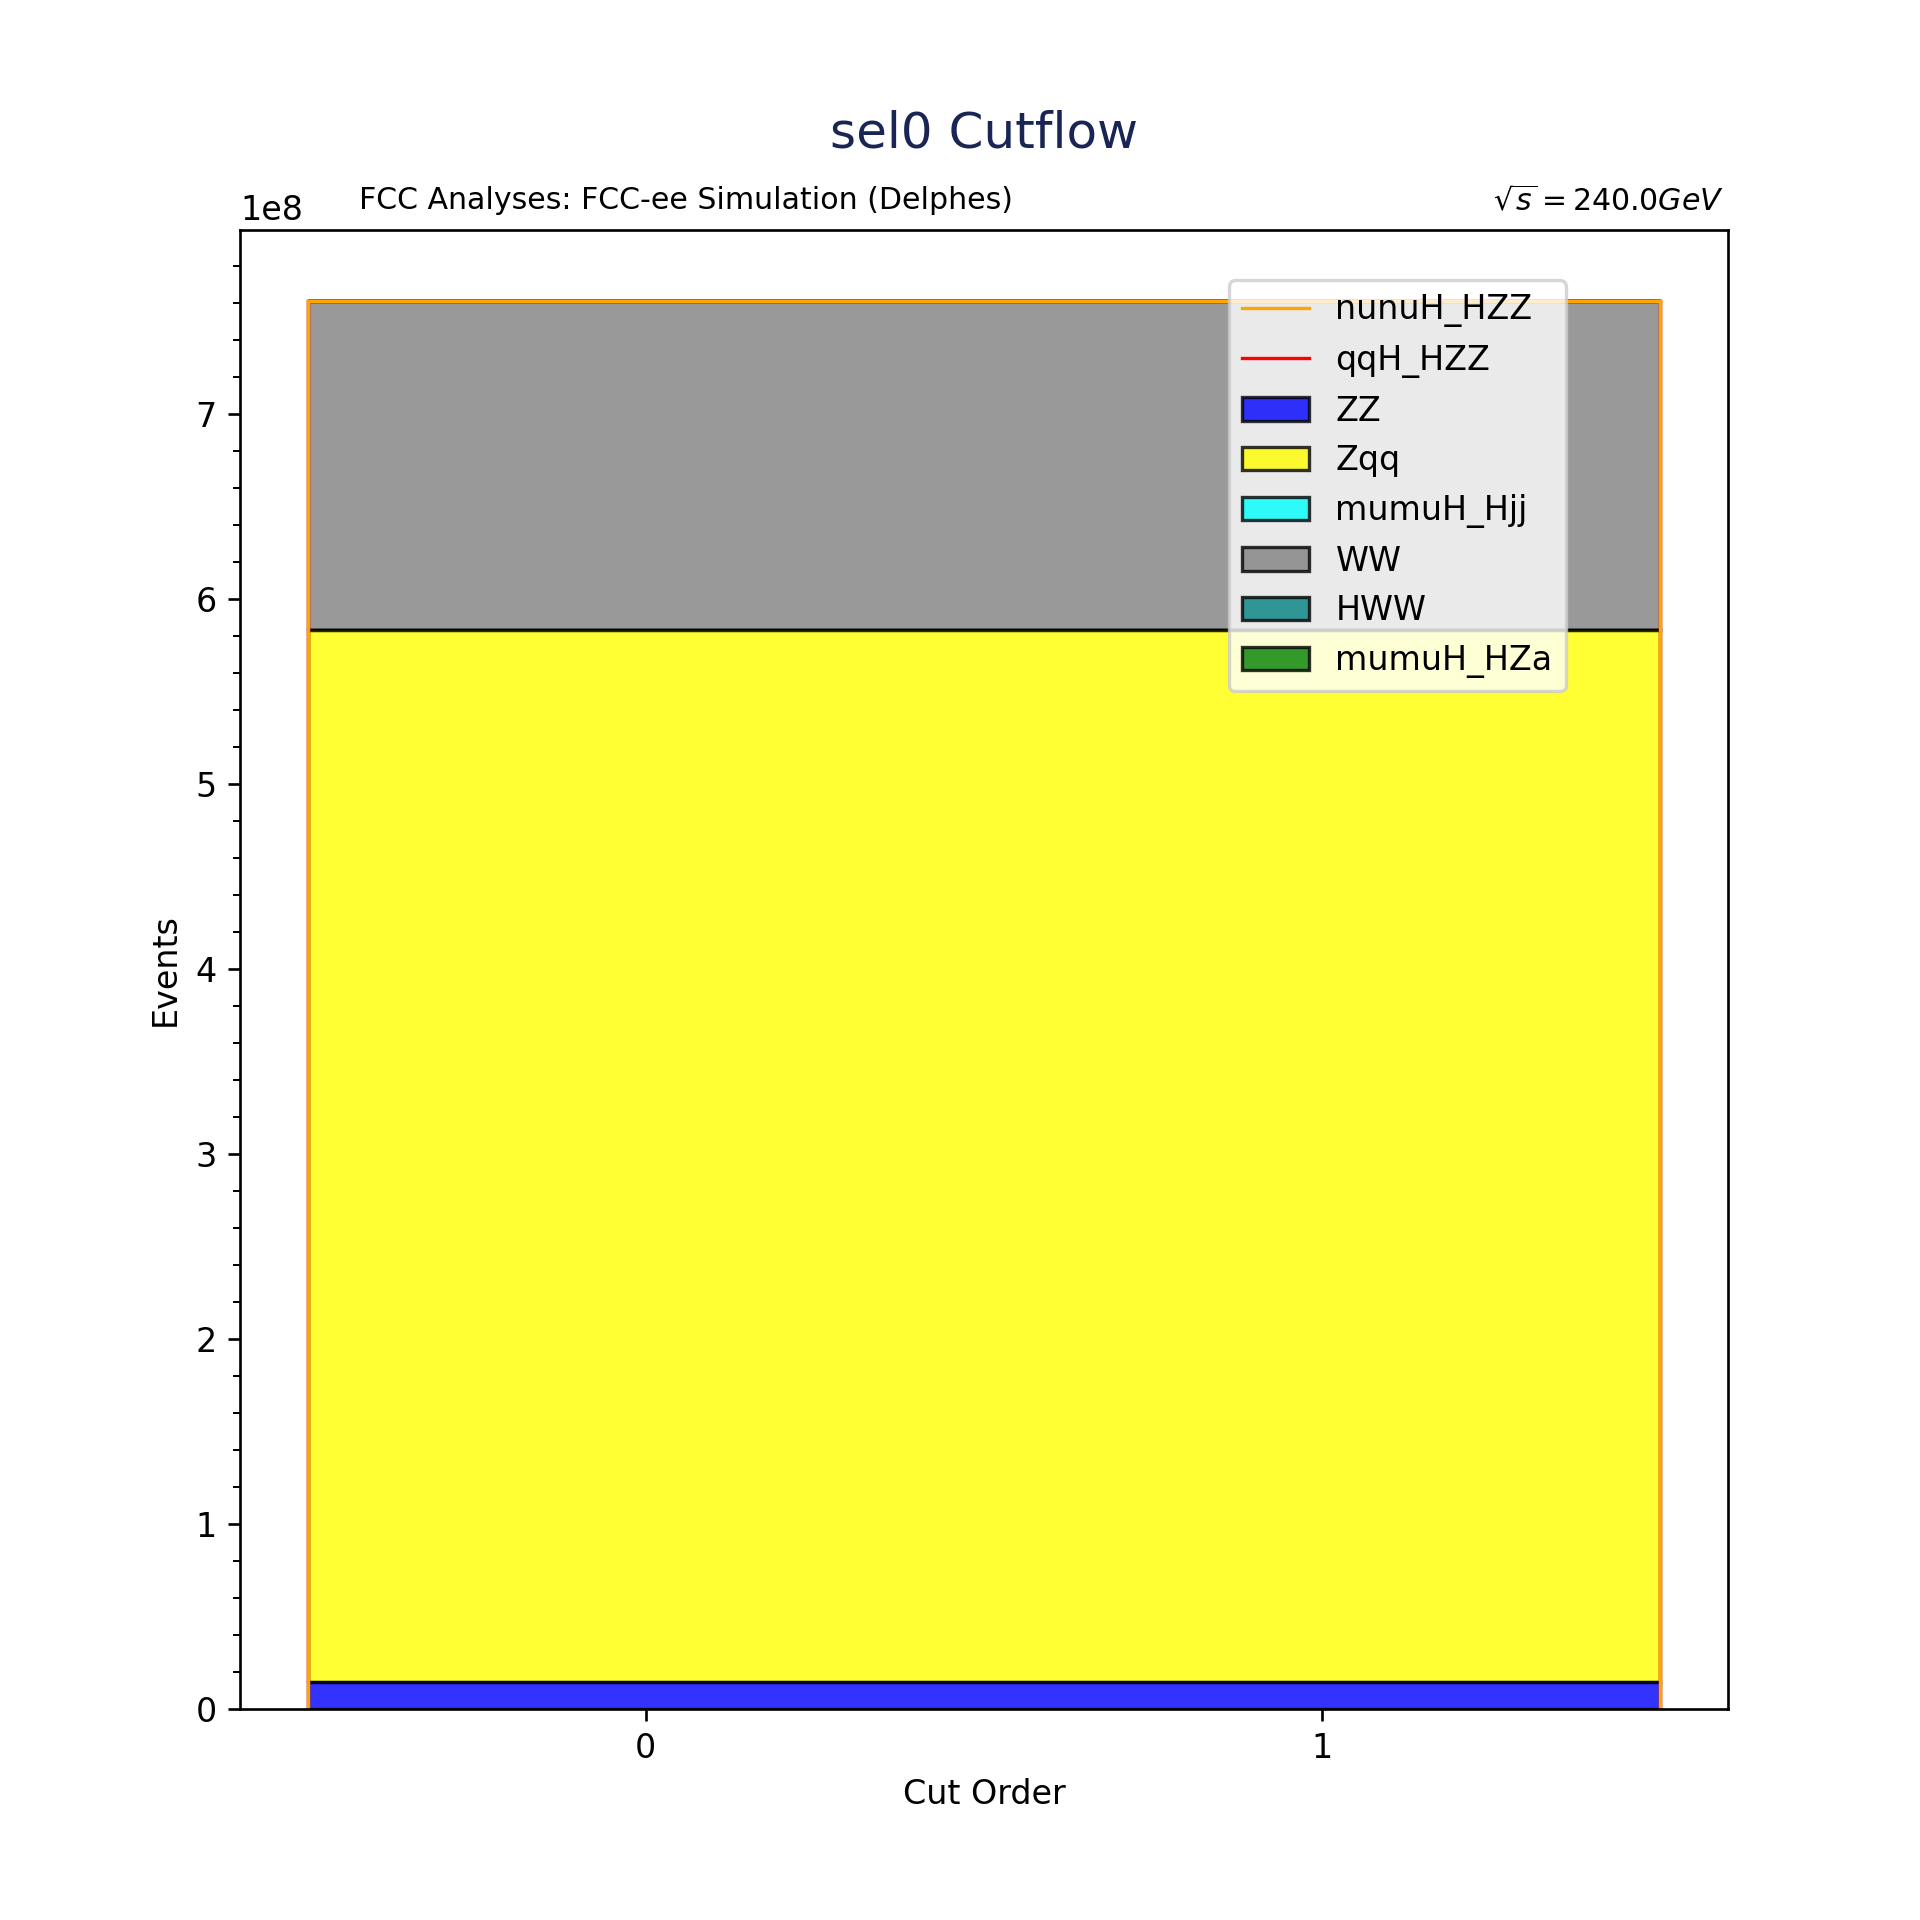 sel0 Cutflow
1e8
FCC Analyses: FCC-ee Simulation (Delphes)
√s = 240.0GeV
nunuH_HZZ
qqH_HZZ
ZZ
Zqq
mumuH_Hjj
WW
HWW
mumuH_HZa
7
6
5
4
3
2
1
0
Events
0 1
Cut Order